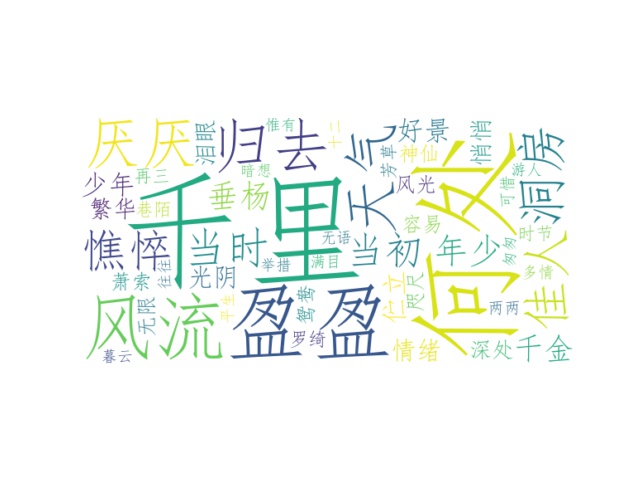 厌厌
泪眼
归去
惟有
十二
天气
芳草
好景
神仙
悄悄
何处
洞房
游人
可惜
少年
再三
繁华
巷陌
千里
垂杨
暗想
风光
容易
憔悴
当时
无语
当初
年少
匆匆
时节
佳人
萧索
往往
光阴
举措
满目
伫立
咫尺
多情
风流
无限
平生
鸳鸯
盈盈
罗绮
两两
暮云
情绪
深处
千金